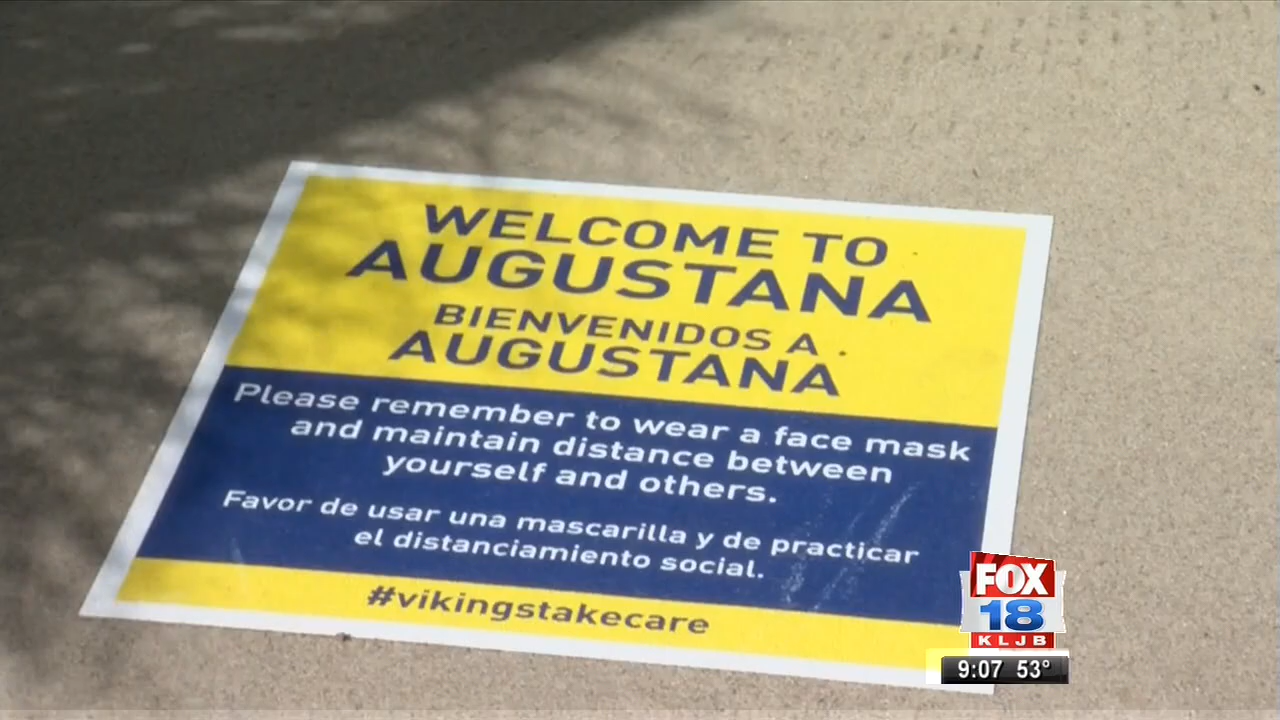 WELCOME TO
AUGUSTANA
BIENVENIDOS A
AUGUSTANA
Please remember to wear a face mask
and maintain distance between
yourself and others.
Favor de usar una mascarilla y de practicar
el distanciamiento social.
#vikingstakecare
FOX
18
KLJB
9:07 53°